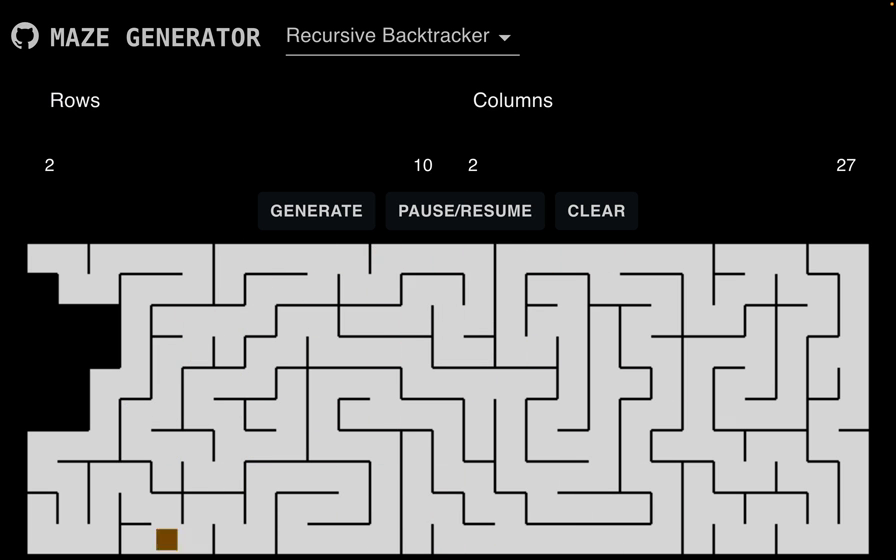 MAZE GENERATOR Recursive Backtracker
Rows Columns
2 10 2 27
GENERATE PAUSE/RESUME CLEAR